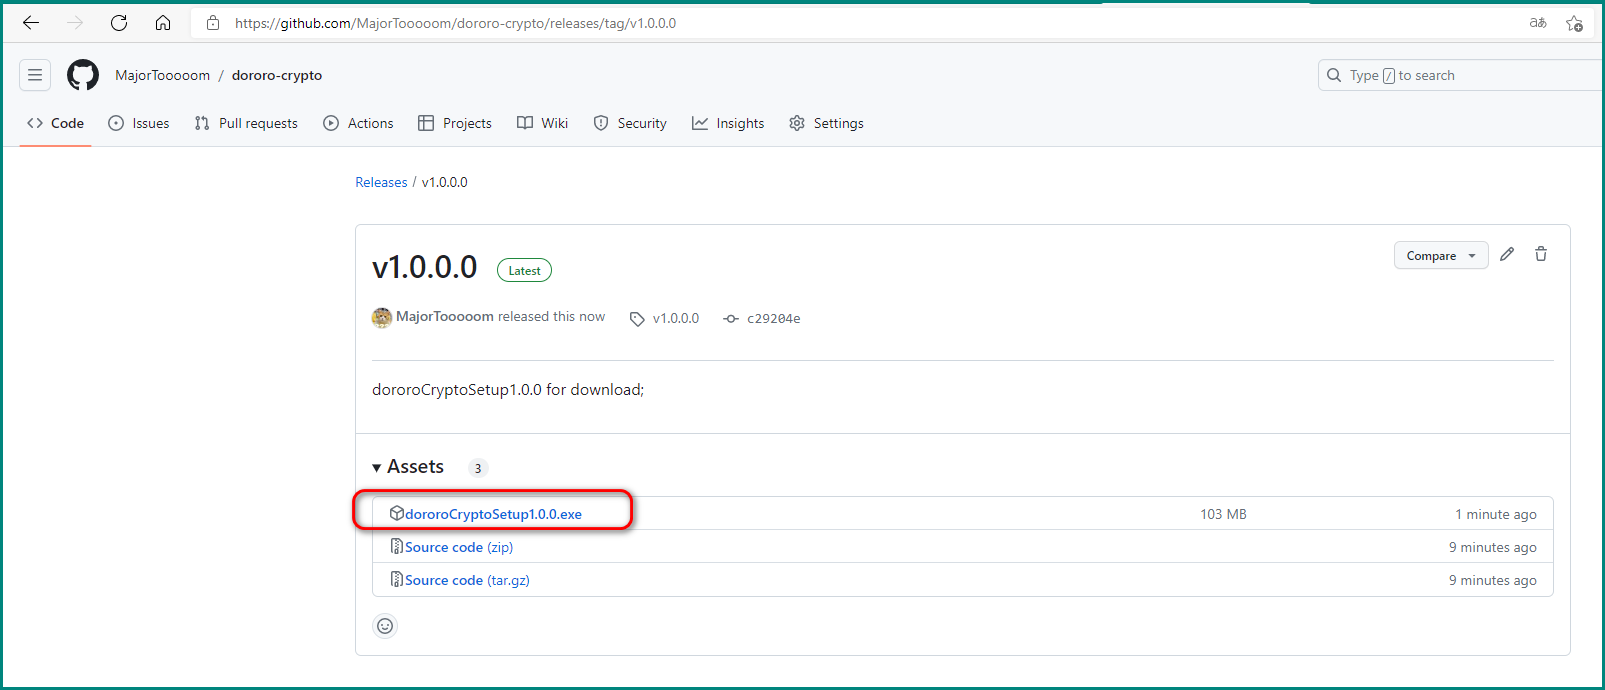 https://github.com/MajorTooooom/dororo-crypto/releases/tag/v1.0.0.0
MajorTooooom / dororo-crypto
Type / to search
Code Issues Pull requests Actions Projects Wiki Security Insights Settings
Releases / v1.0.0.0
v1.0.0.0 Latest
Compare
MajorTooooom released this now v1.0.0.0 c29204e
dororoCryptoSetup1.0.0 for download;
Assets 3
dororoCryptoSetup1.0.0.exe 103 MB 1 minute ago
Source code (zip) 9 minutes ago
Source code (tar.gz) 9 minutes ago